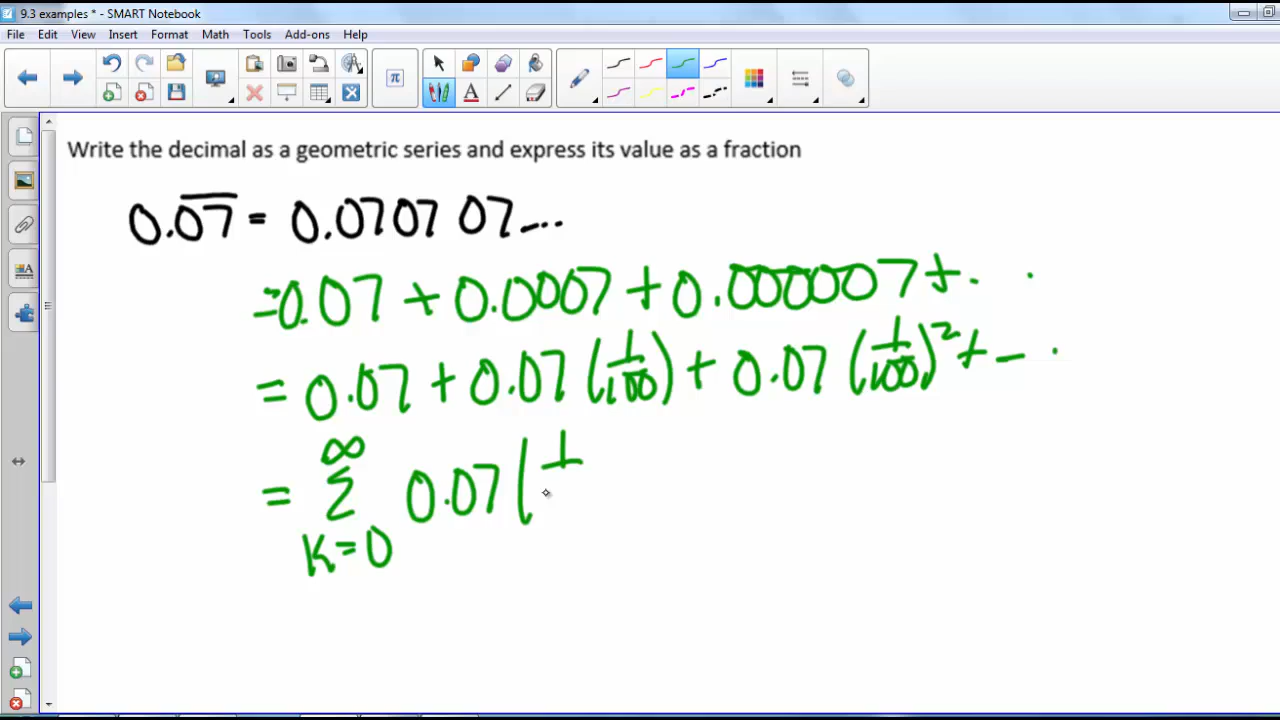 9.3 examples * - SMART Notebook
File Edit View Insert Format Math Tools Add-ons Help
π
A
Write the decimal as a geometric series and express its value as a fraction
0.0̅7̅ = 0.0707 07...
=0.07 + 0.0007 + 0.000007+. .
= 0.07 + 0.07 (1/100) + 0.07 (1/100)²+ - .
= ∞ Σ K=0 0.07 (1